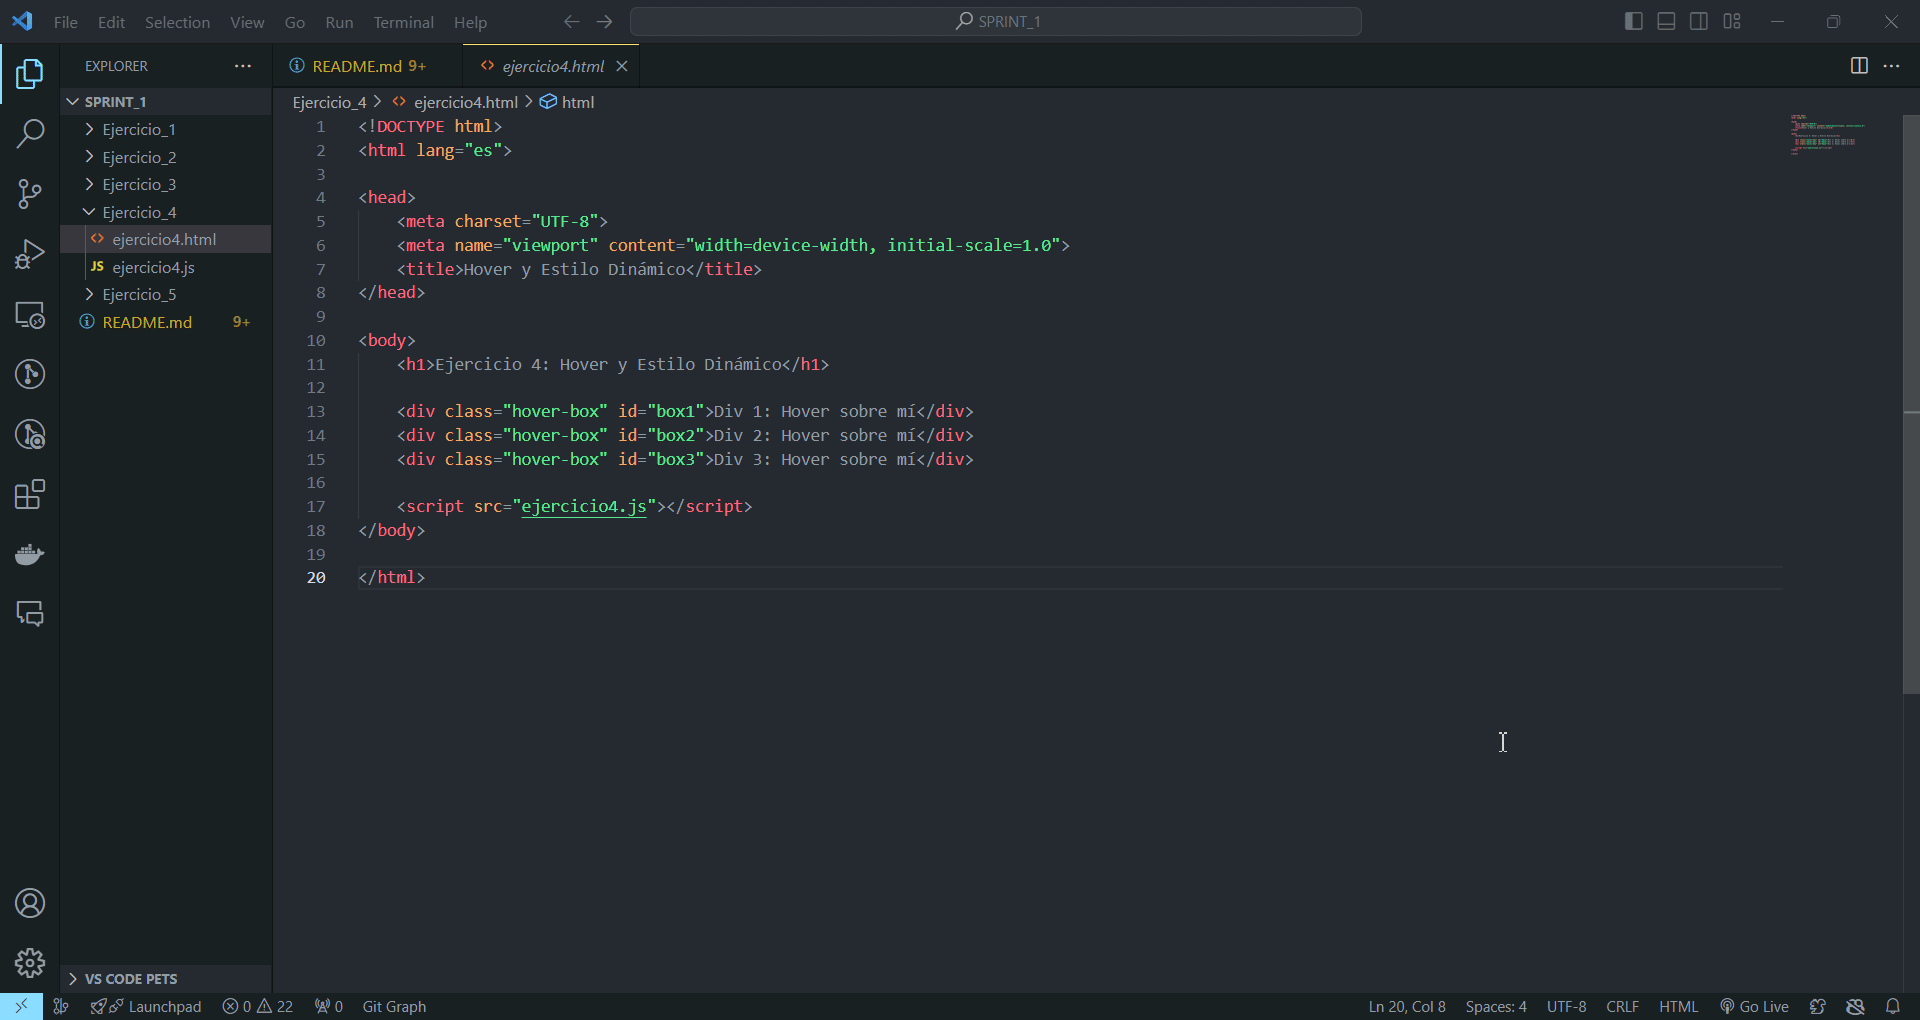 File Edit Selection View Go Run Terminal Help
SPRINT_1
EXPLORER
README.md 9+
ejercicio4.html
SPRINT_1
Ejercicio_1
Ejercicio_2
Ejercicio_3
Ejercicio_4
ejercicio4.html
JS ejercicio4.js
Ejercicio_5
README.md 9+
VS CODE PETS
Ejercicio_4 > ejercicio4.html > html
1 <!DOCTYPE html>
2 <html lang="es">
3
4 <head>
5 <meta charset="UTF-8">
6 <meta name="viewport" content="width=device-width, initial-scale=1.0">
7 <title>Hover y Estilo Dinámico</title>
8 </head>
9
10 <body>
11 <h1>Ejercicio 4: Hover y Estilo Dinámico</h1>
12
13 <div class="hover-box" id="box1">Div 1: Hover sobre mí</div>
14 <div class="hover-box" id="box2">Div 2: Hover sobre mí</div>
15 <div class="hover-box" id="box3">Div 3: Hover sobre mí</div>
16
17 <script src="ejercicio4.js"></script>
18 </body>
19
20 </html>
Launchpad 0 22 0 Git Graph Ln 20, Col 8 Spaces: 4 UTF-8 CRLF HTML Go Live